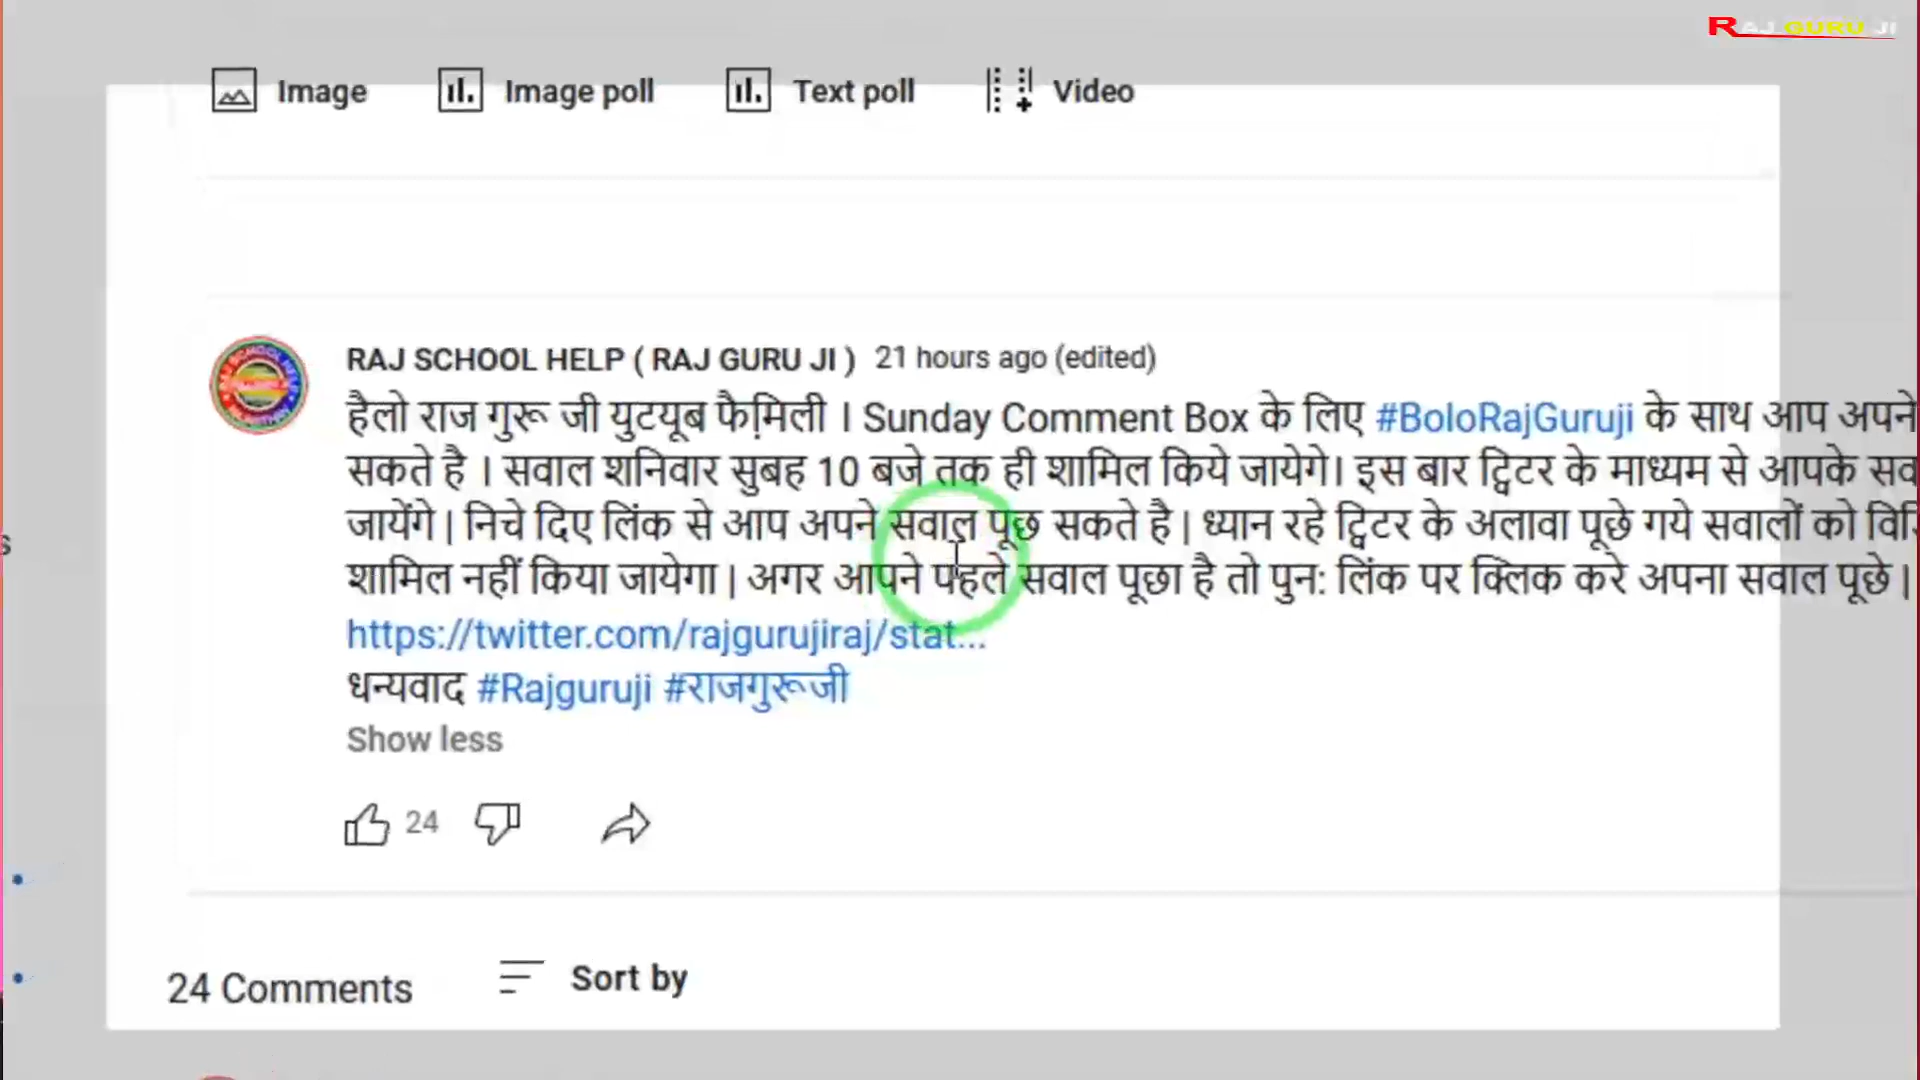 RAJ GURU JI
Image Image poll Text poll Video
RAJ SCHOOL HELP ( RAJ GURU JI ) 21 hours ago (edited)
हैलो राज गुरू जी युटयूब फैम़िली । Sunday Comment Box के लिए #BoloRajGuruji के साथ आप अपने
सकते है । सवाल शनिवार सुबह 10 बजे तक ही शामिल किये जायेगे। इस बार ट्विटर के माध्यम से आपके
जायेंगे | निचे दिए लिंक से आप अपने सवाल पूछ सकते है | ध्यान रहे ट्विटर के अलावा पूछे गये सवालों को
शामिल नहीं किया जायेगा | अगर आपने पहले सवाल पूछा है तो पुन: लिंक पर क्लिक करे अपना सवाल पूछे |
https://twitter.com/rajgurujiraj/stat...
धन्यवाद #Rajguruji #राजगुरूजी
Show less
24
24 Comments Sort by